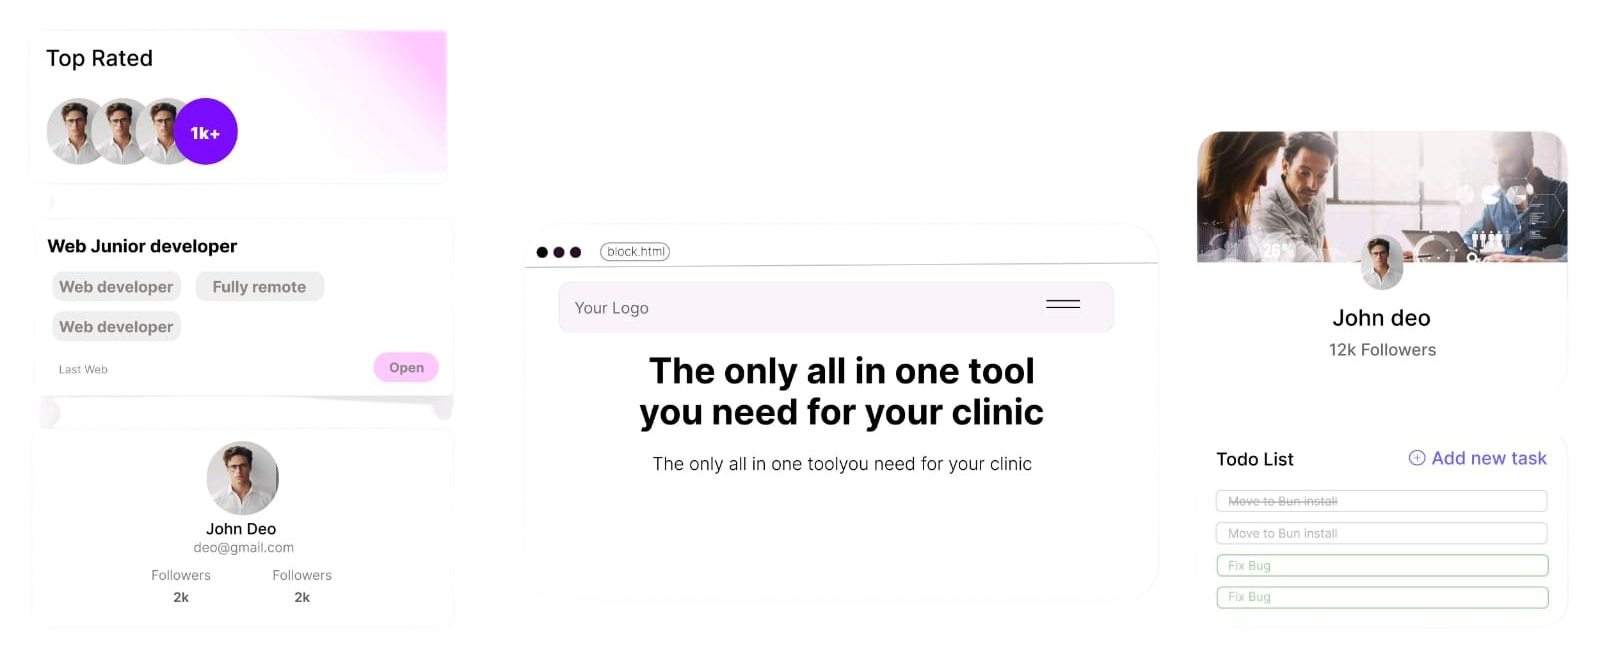 Top Rated
1k+
Web Junior developer
Web developer
Fully remote
Web developer
Last Web
Open
John Deo
deo@gmail.com
Followers
Followers
2k
2k
block.html
Your Logo
The only all in one tool
you need for your clinic
The only all in one toolyou need for your clinic
26%
John deo
12k Followers
Todo List
Add new task
Move to Bun install
Move to Bun install
Fix Bug
Fix Bug